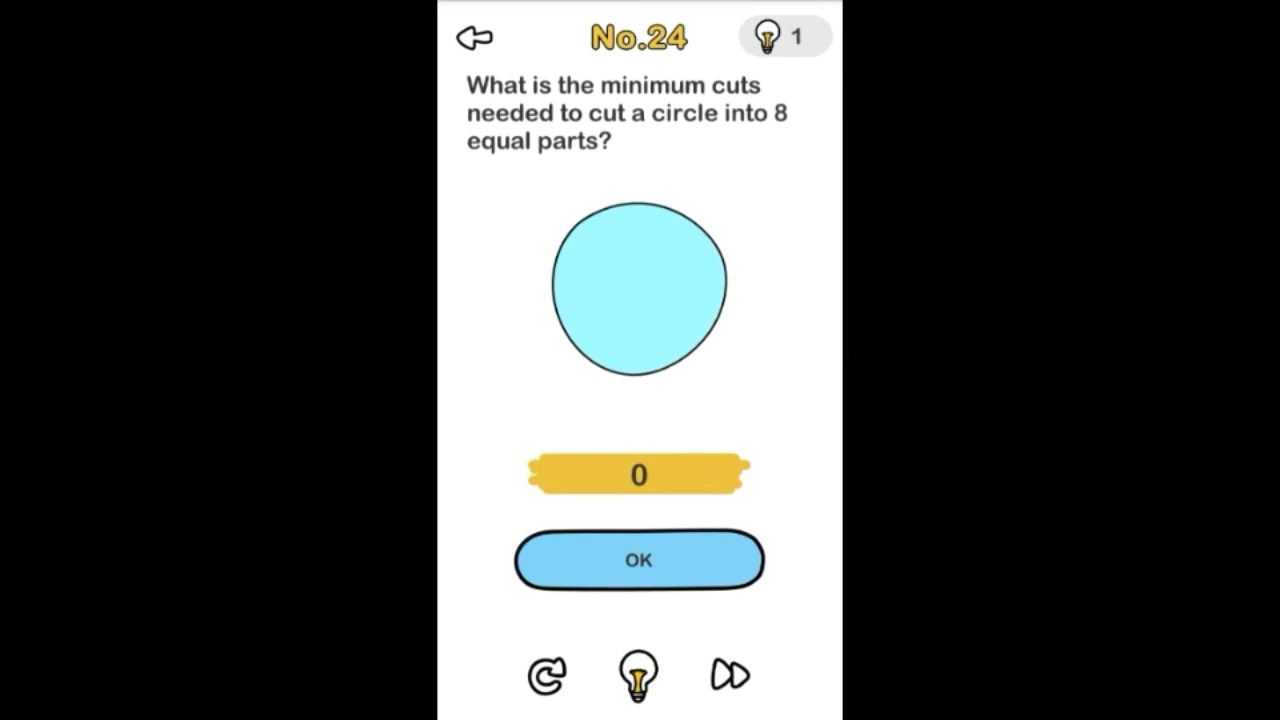 No.24
1
What is the minimum cuts
needed to cut a circle into 8
equal parts?
0
OK